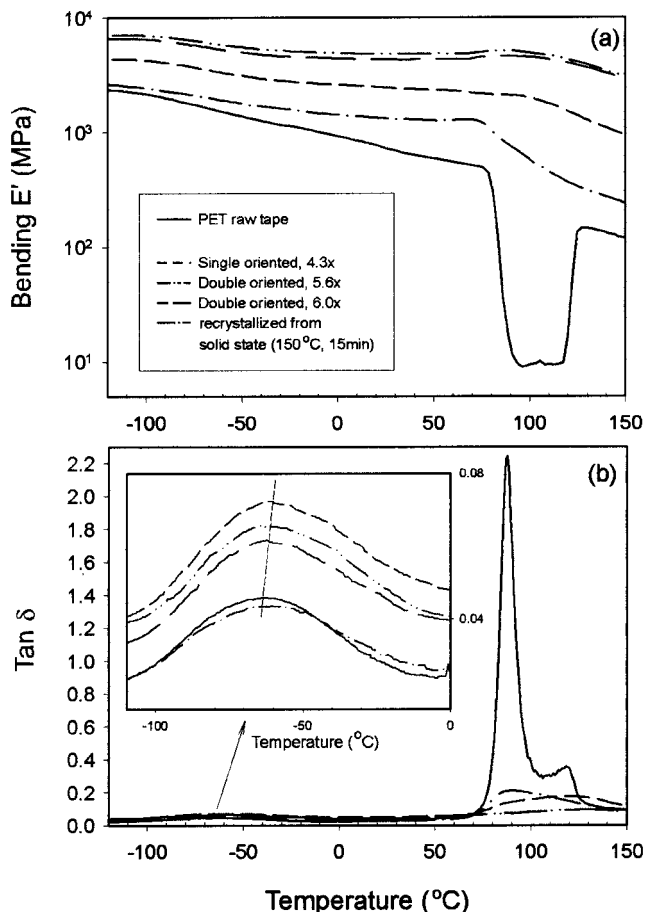 (a)
10⁴
10³
10²
10¹
Bending E' (MPa)
PET raw tape
Single oriented, 4.3x
Double oriented, 5.6x
Double oriented, 6.0x
recrystallized from
solid state (150°C, 15min)
-100 -50 0 50 100 150
(b)
2.2
2.0
1.8
1.6
1.4
1.2
1.0
0.8
0.6
0.4
0.2
0.0
Tan δ
0.08
0.04
-100 -50 0
Temperature (°C)
-100 -50 0 50 100 150
Temperature (°C)